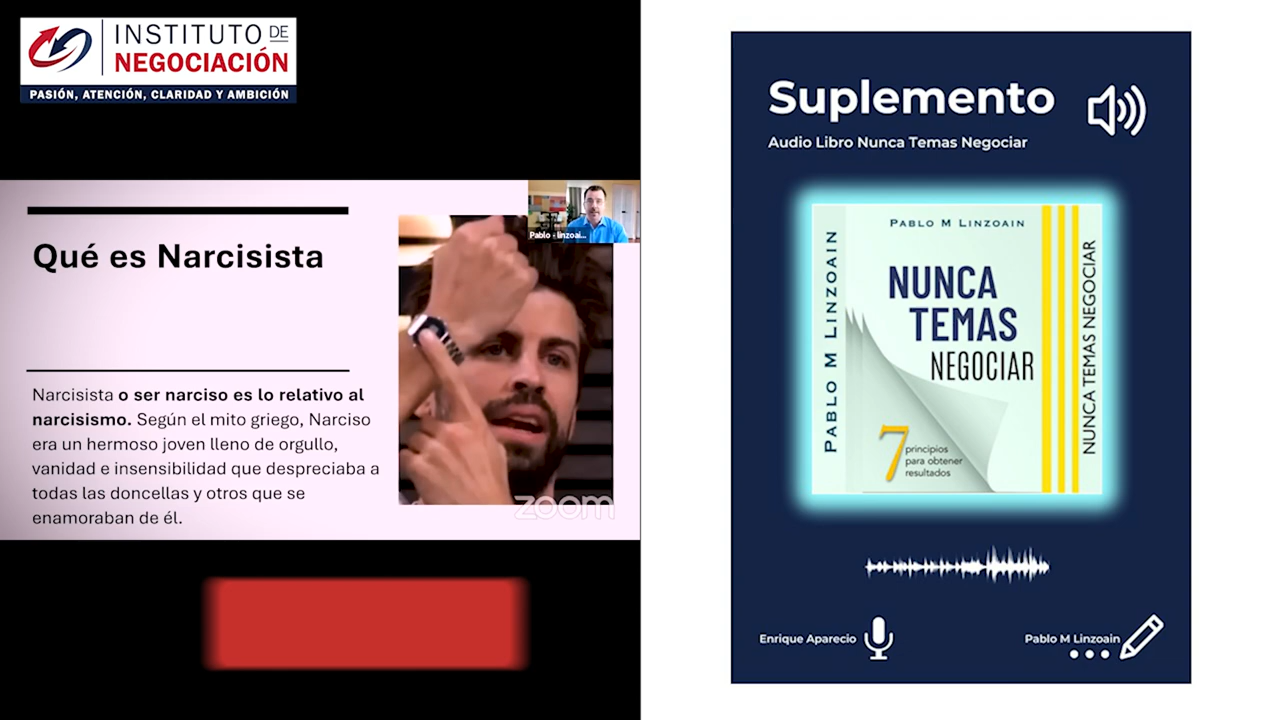 INSTITUTO DE
NEGOCIACIÓN
PASIÓN, ATENCIÓN, CLARIDAD Y AMBICIÓN
Pablo - linzoai...
Qué es Narcisista
Narcisista o ser narciso es lo relativo al
narcisismo. Según el mito griego, Narciso
era un hermoso joven lleno de orgullo,
vanidad e insensibilidad que despreciaba a
todas las doncellas y otros que se
enamoraban de él.
zoom
Suplemento
Audio Libro Nunca Temas Negociar
PABLO M LINZOAIN
PABLO M LINZOAIN
NUNCA
TEMAS
NEGOCIAR
7 principios
para obtener
resultados
NUNCA TEMAS NEGOCIAR
Enrique Aparecio
Pablo M Linzoain